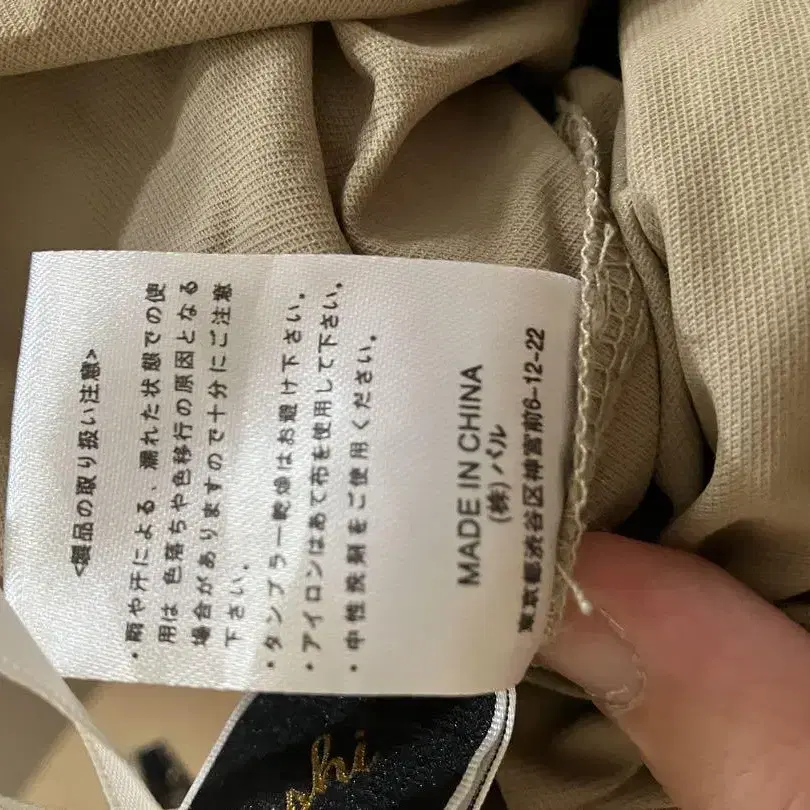 <製品の取り扱い注意>
・雨や汗による、濡れた状態での使
用は 色落ちや色移行の原因となる
場合がありますので十分にご注意
下さい。
・タンブラー乾燥はお避け下さい。
・アイロンはあて布を使用して下さい。
・中性洗剤をご使用ください。
MADE IN CHINA
(株)パル
東京都渋谷区神宮前6-12-22